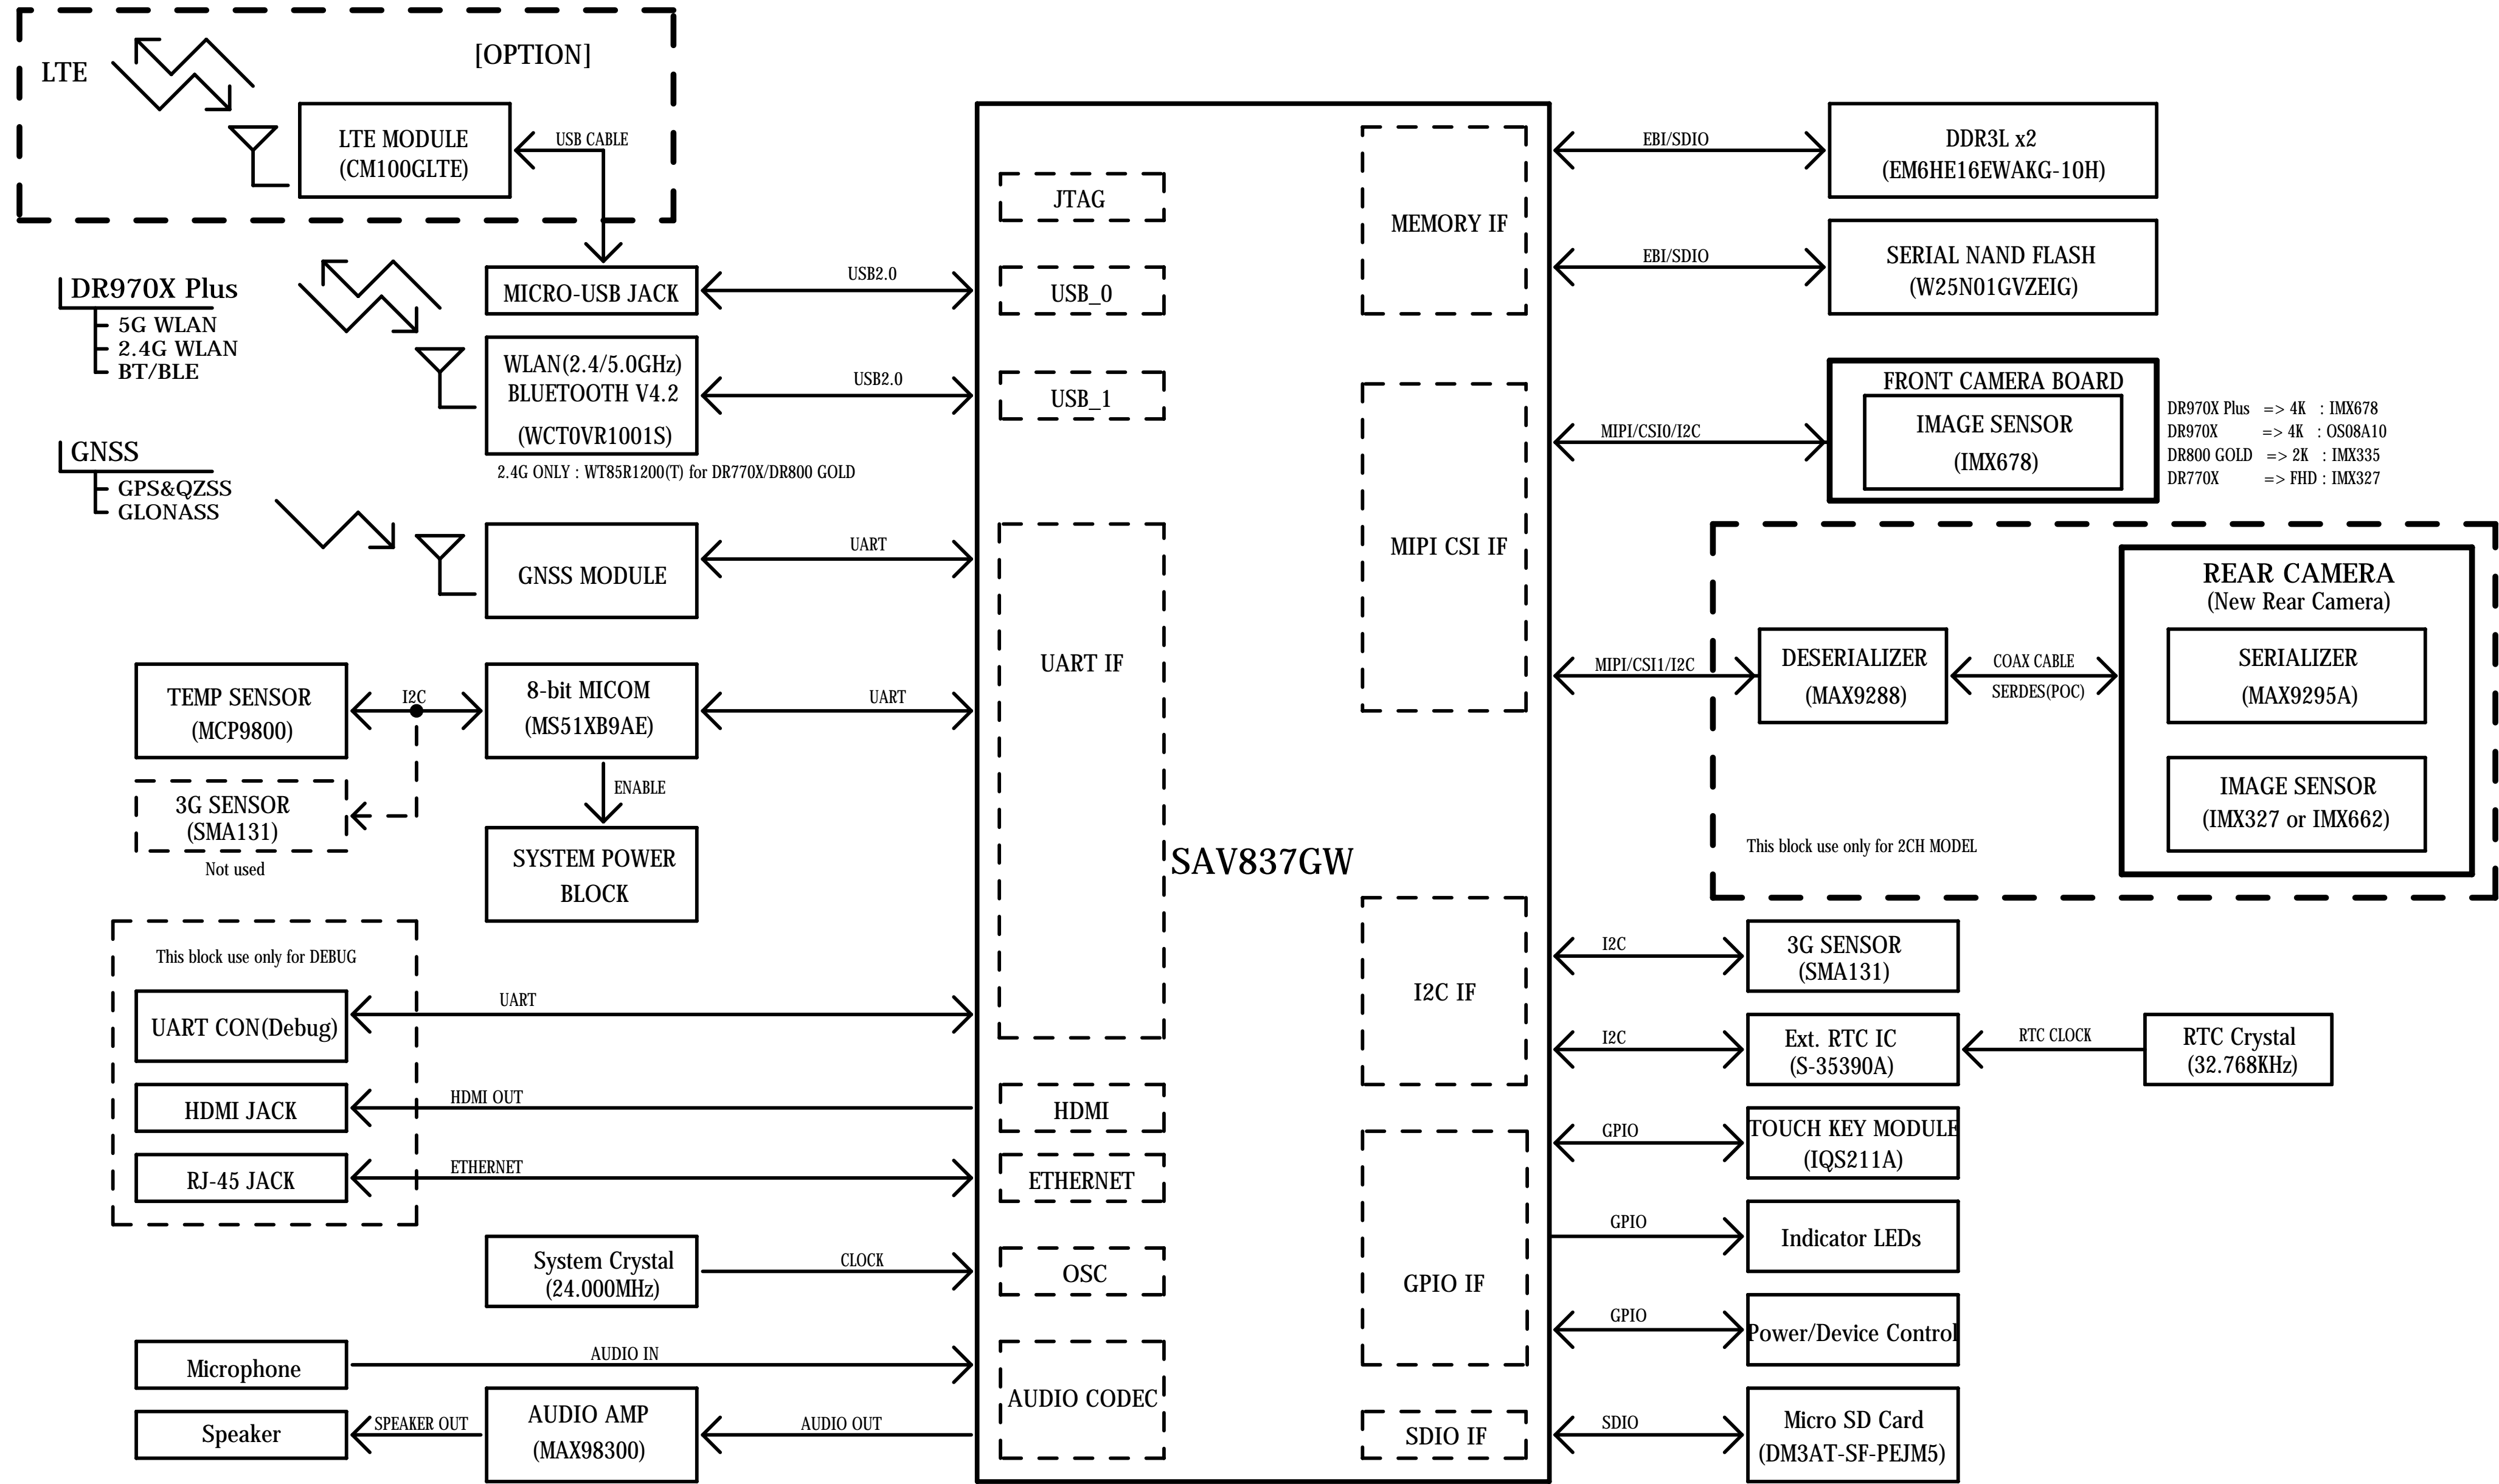 LTE
[OPTION]
LTE MODULE
(CM100GLTE)
USB CABLE
DR970X Plus
5G WLAN
2.4G WLAN
BT/BLE
MICRO-USB JACK
USB2.0
WLAN(2.4/5.0GHz)
BLUETOOTH V4.2
(WCT0VR1001S)
USB2.0
2.4G ONLY : WT85R1200(T) for DR770X/DR800 GOLD
GNSS
GPS&QZSS
GLONASS
GNSS MODULE
UART
TEMP SENSOR
(MCP9800)
I2C
8-bit MICOM
(MS51XB9AE)
UART
3G SENSOR
(SMA131)
Not used
ENABLE
SYSTEM POWER
BLOCK
This block use only for DEBUG
UART CON(Debug)
UART
HDMI JACK
HDMI OUT
RJ-45 JACK
ETHERNET
System Crystal
(24.000MHz)
CLOCK
Microphone
AUDIO IN
Speaker
SPEAKER OUT
AUDIO AMP
(MAX98300)
AUDIO OUT
JTAG
USB_0
USB_1
UART IF
HDMI
ETHERNET
OSC
AUDIO CODEC
SAV837GW
MEMORY IF
MIPI CSI IF
I2C IF
GPIO IF
SDIO IF
EBI/SDIO
DDR3L x2
(EM6HE16EWAKG-10H)
EBI/SDIO
SERIAL NAND FLASH
(W25N01GVZEIG)
MIPI/CSI0/I2C
FRONT CAMERA BOARD
IMAGE SENSOR
(IMX678)
DR970X Plus => 4K : IMX678
DR970X => 4K : OS08A10
DR800 GOLD => 2K : IMX335
DR770X => FHD : IMX327
MIPI/CSI1/I2C
DESERIALIZER
(MAX9288)
COAX CABLE
SERDES(POC)
REAR CAMERA
(New Rear Camera)
SERIALIZER
(MAX9295A)
IMAGE SENSOR
(IMX327 or IMX662)
This block use only for 2CH MODEL
I2C
3G SENSOR
(SMA131)
I2C
Ext. RTC IC
(S-35390A)
RTC CLOCK
RTC Crystal
(32.768KHz)
GPIO
TOUCH KEY MODULE
(IQS211A)
GPIO
Indicator LEDs
GPIO
Power/Device Control
SDIO
Micro SD Card
(DM3AT-SF-PEJM5)